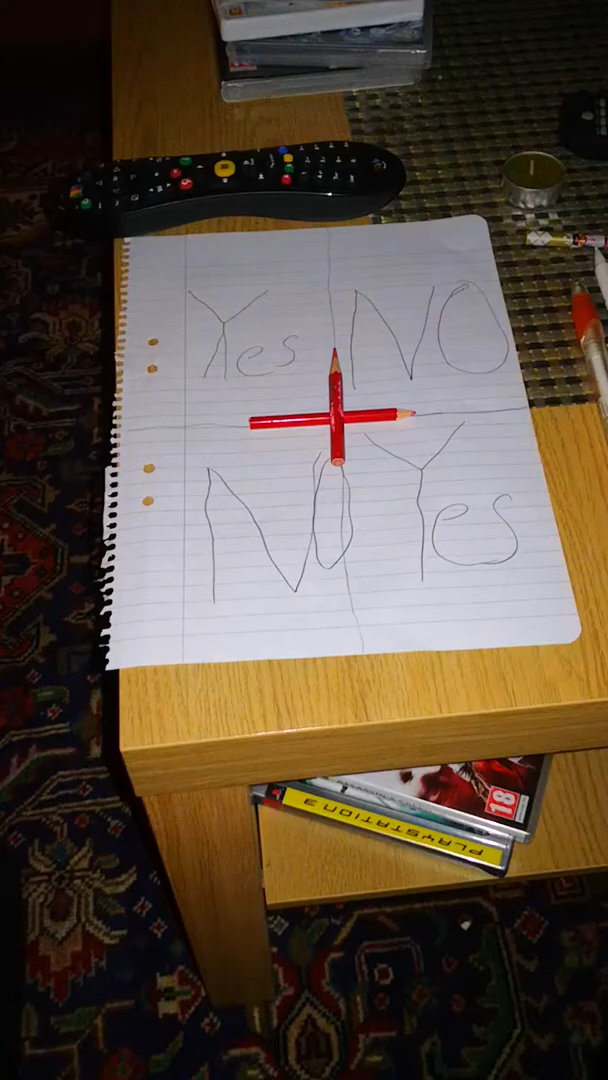 Yes NO
NO Yes
18
PLAYSTATION 3